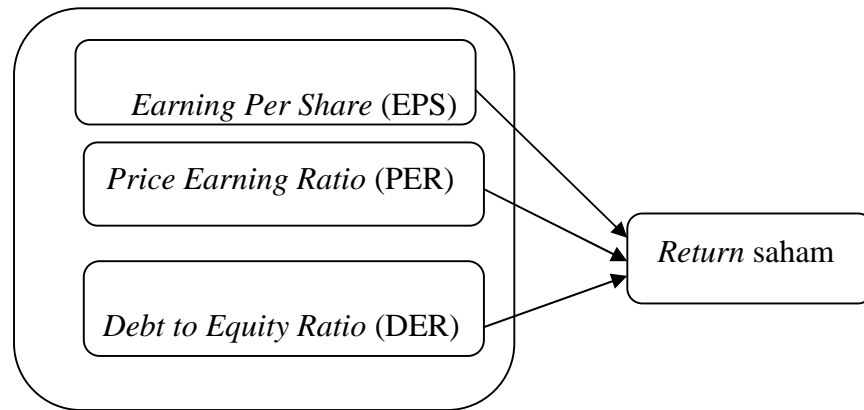 Earning Per Share (EPS)
Price Earning Ratio (PER)
Return saham
Debt to Equity Ratio (DER)